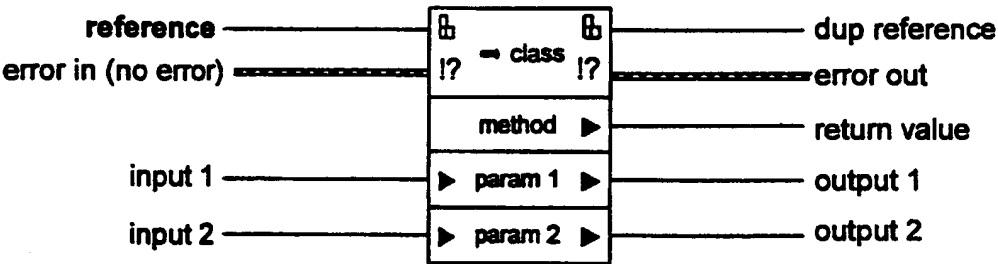 reference dup reference
error in (no error) !? class !? error out
method return value
input 1 param 1 output 1
input 2 param 2 output 2